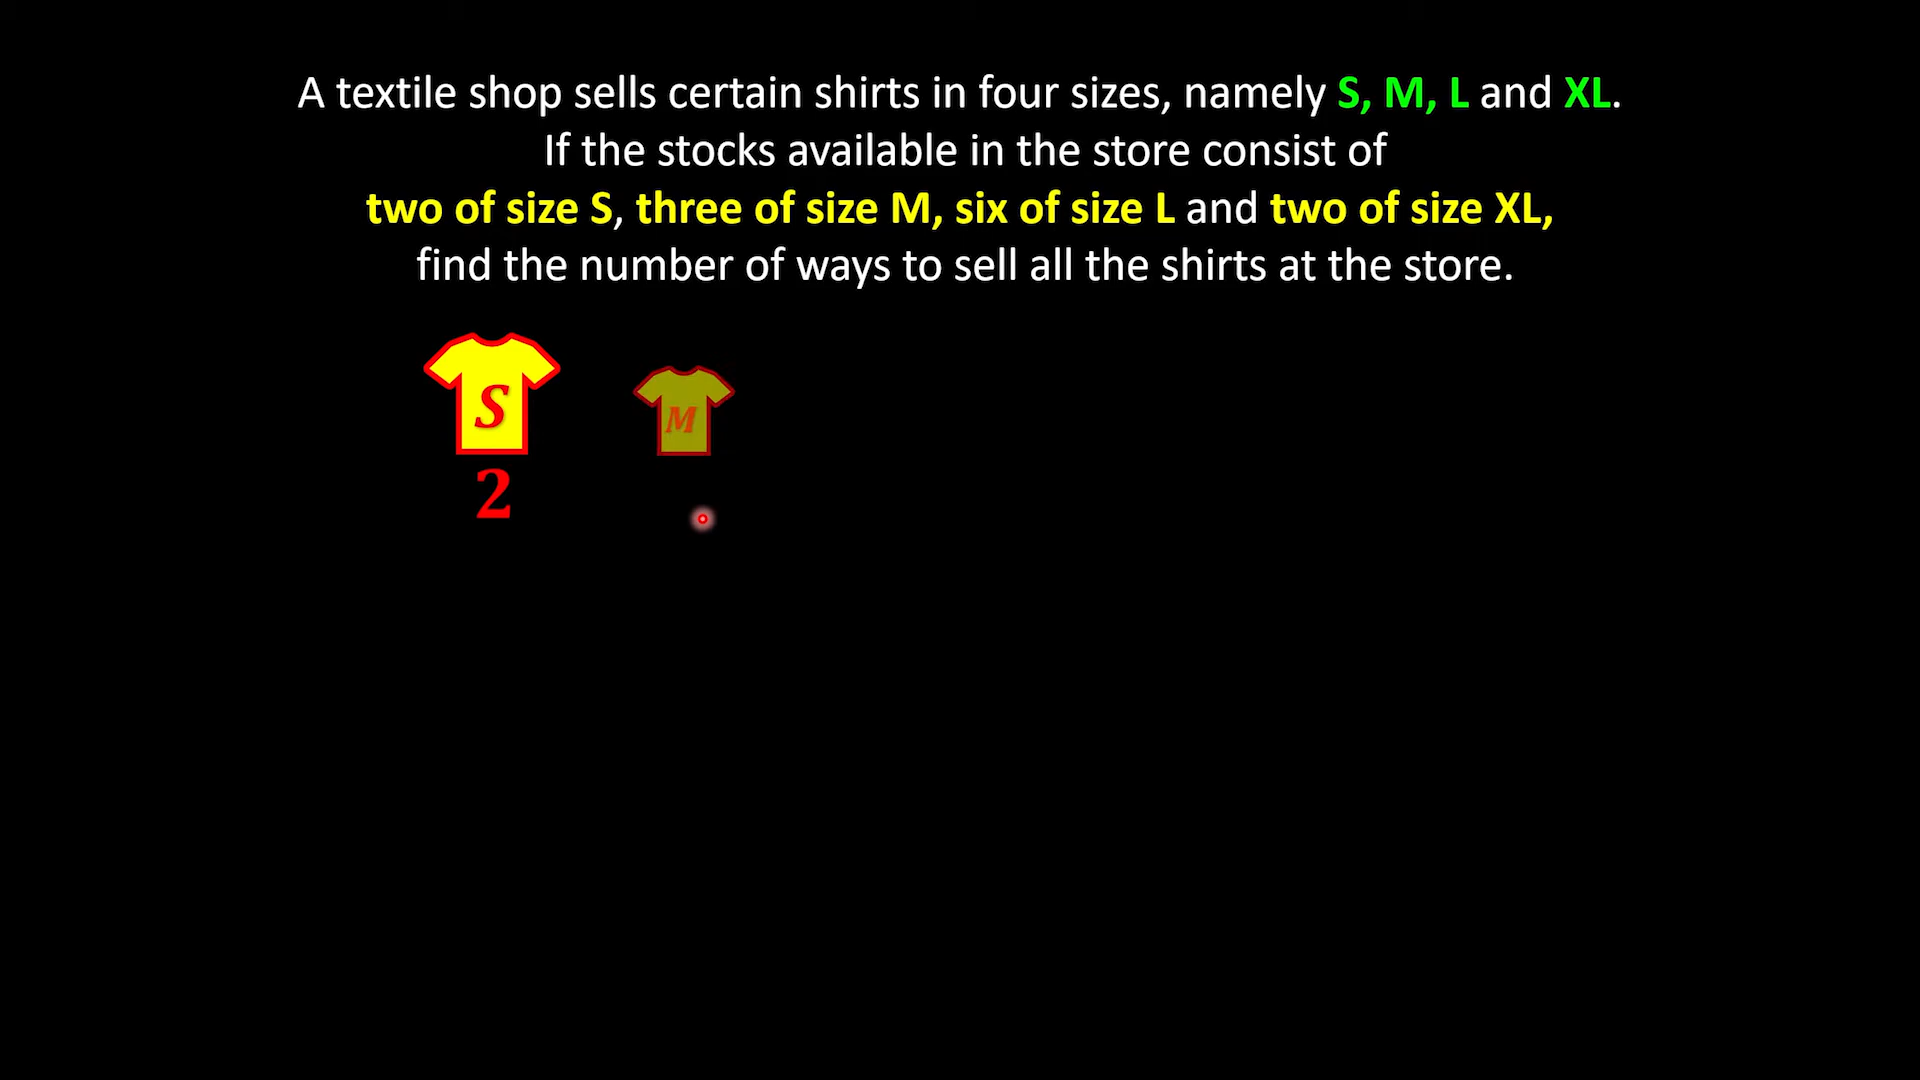 A textile shop sells certain shirts in four sizes, namely S, M, L and XL.
If the stocks available in the store consist of
two of size S, three of size M, six of size L and two of size XL,
find the number of ways to sell all the shirts at the store.
S
M
2